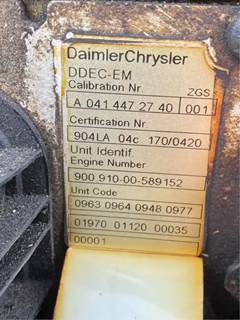 DaimlerChrysler
DDEC-EM
Calibration Nr. ZGS
A 041 447 27 40 001
Certification Nr.
904LA 04c 170/0420
Unit Identif.
Engine Number
900 910-00-589152
Unit Code
0963 0964 0948 0977
01970 01120 00035
00001